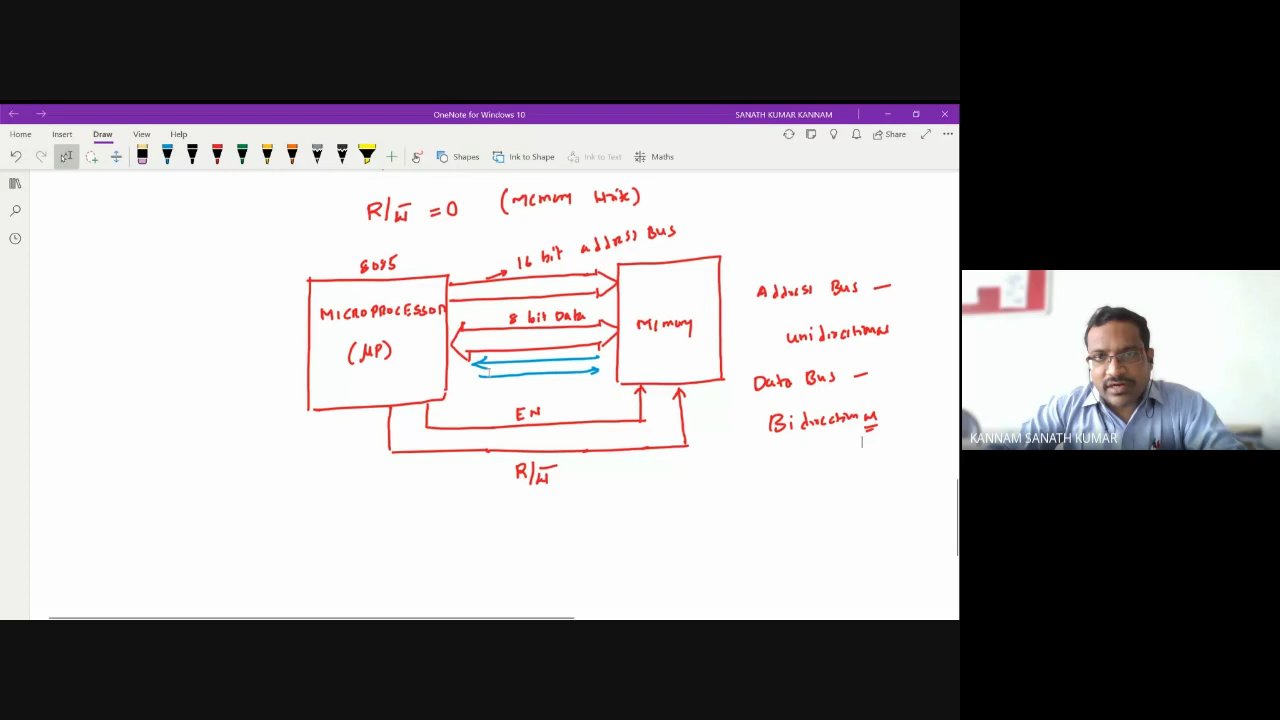 OneNote for Windows 10
SANATH KUMAR KANNAM
Home Insert Draw View Help
Share
Shapes Ink to Shape Ink to Text Maths
R/W̅ = 0 (Memory Write)
16 bit address Bus
8085
MICROPROCESSOR
(μP)
8 bit Data
Memory
EN
R/W̅
Address Bus —
unidirectional
Data Bus —
Bidirectional
KANNAM SANATH KUMAR